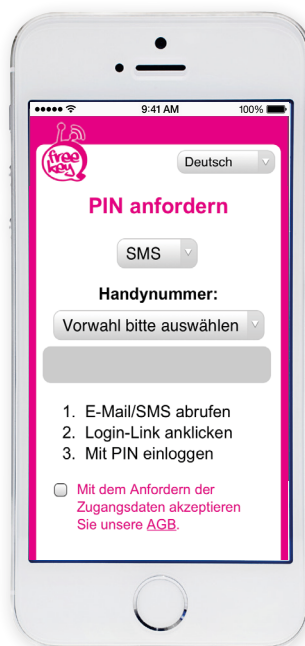 9:41 AM
100%
free
key
Deutsch
PIN anfordern
SMS
Handynummer:
Vorwahl bitte auswählen
1. E-Mail/SMS abrufen
2. Login-Link anklicken
3. Mit PIN einloggen
Mit dem Anfordern der
Zugangsdaten akzeptieren
Sie unsere AGB.